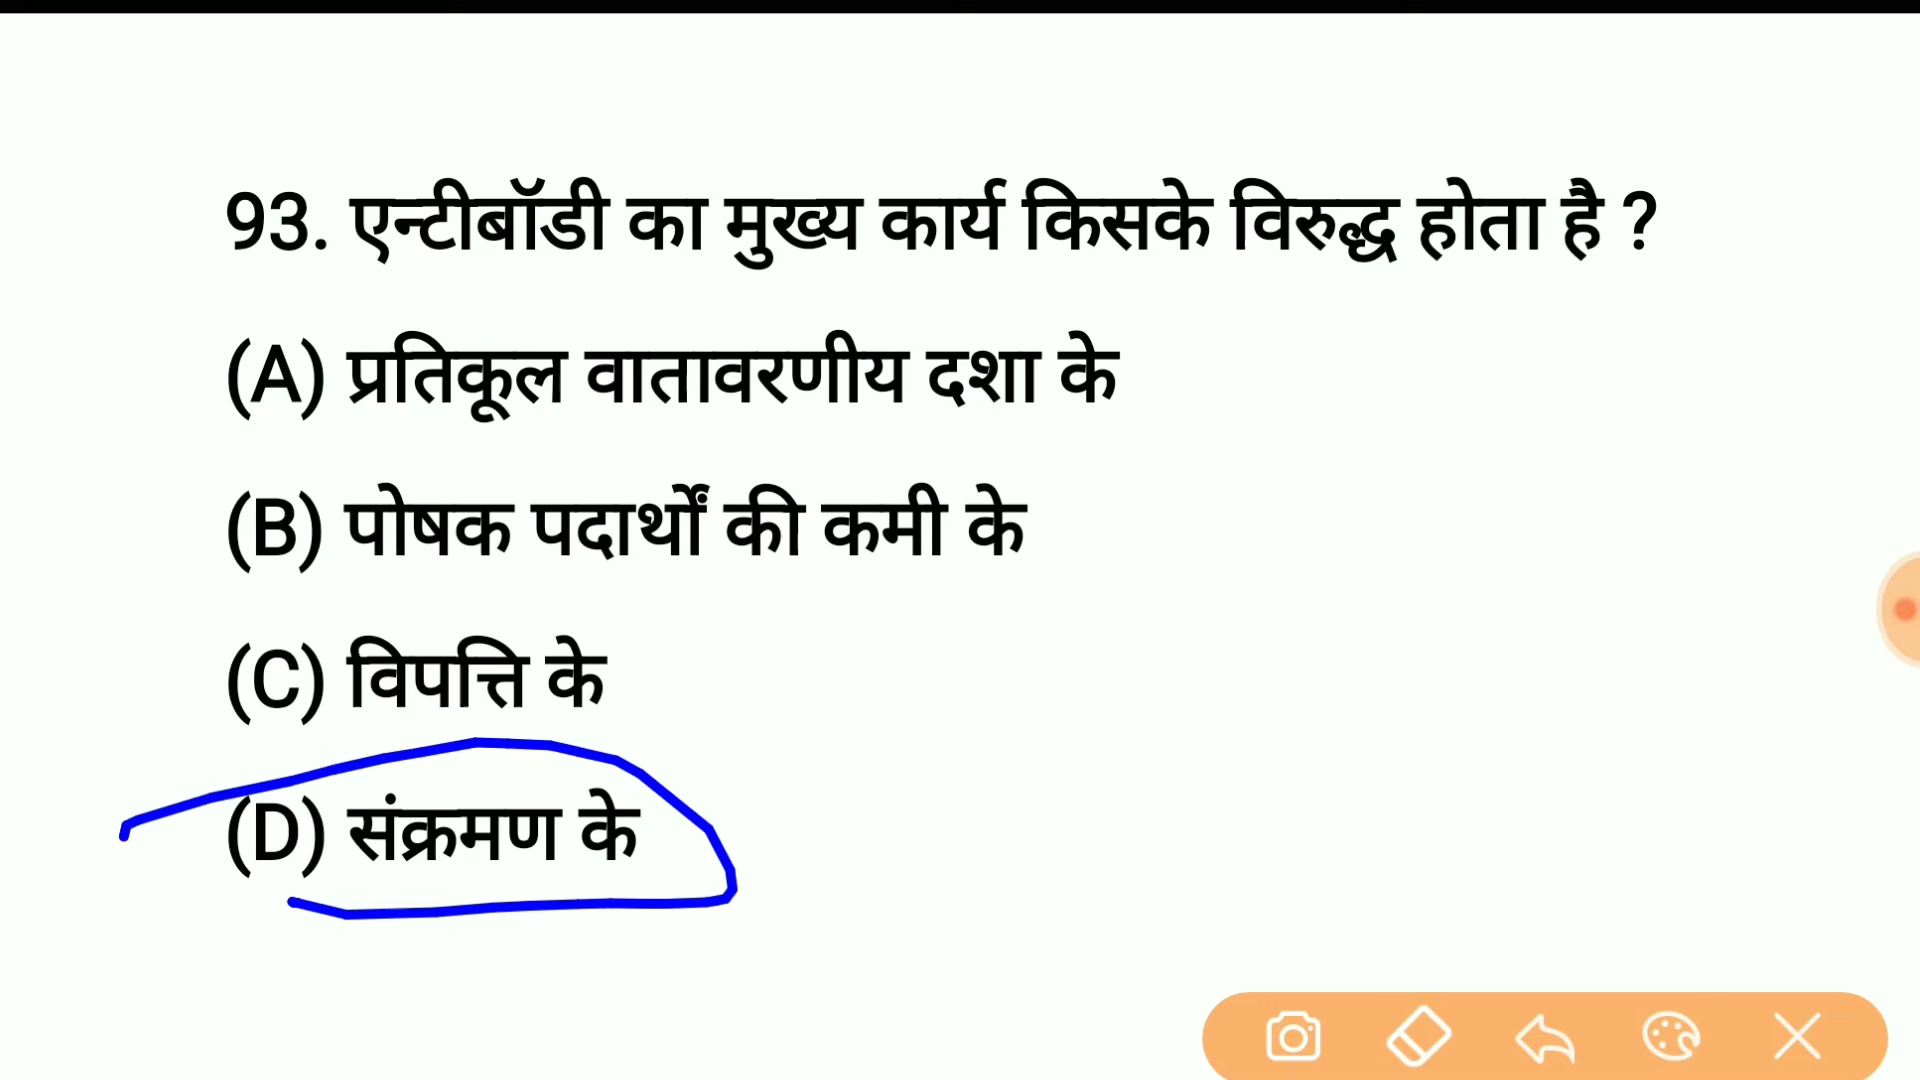 93. एन्टीबॉडी का मुख्य कार्य किसके विरुद्ध होता है ?
(A) प्रतिकूल वातावरणीय दशा के
(B) पोषक पदार्थों की कमी के
(C) विपत्ति के
(D) संक्रमण के